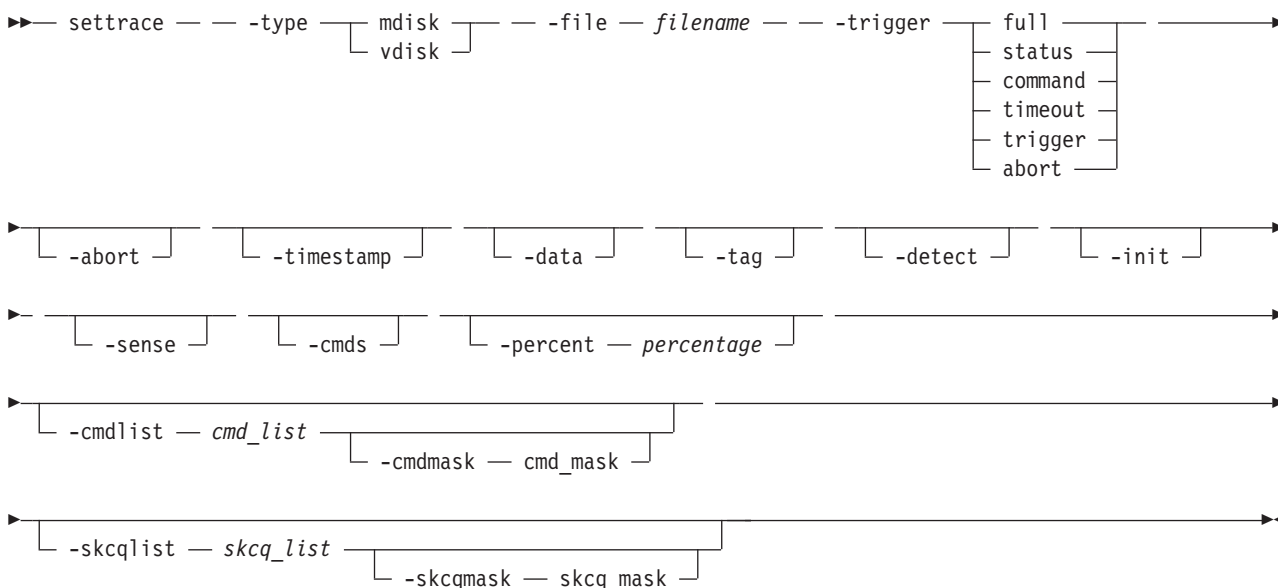 settrace -type mdisk -file filename -trigger full
vdisk status
command
timeout
trigger
abort
-abort -timestamp -data -tag -detect -init
-sense -cmds -percent percentage
-cmdlist cmd_list
-cmdmask cmd_mask
-skcqlist skcq_list
-skcqmask skcq_mask